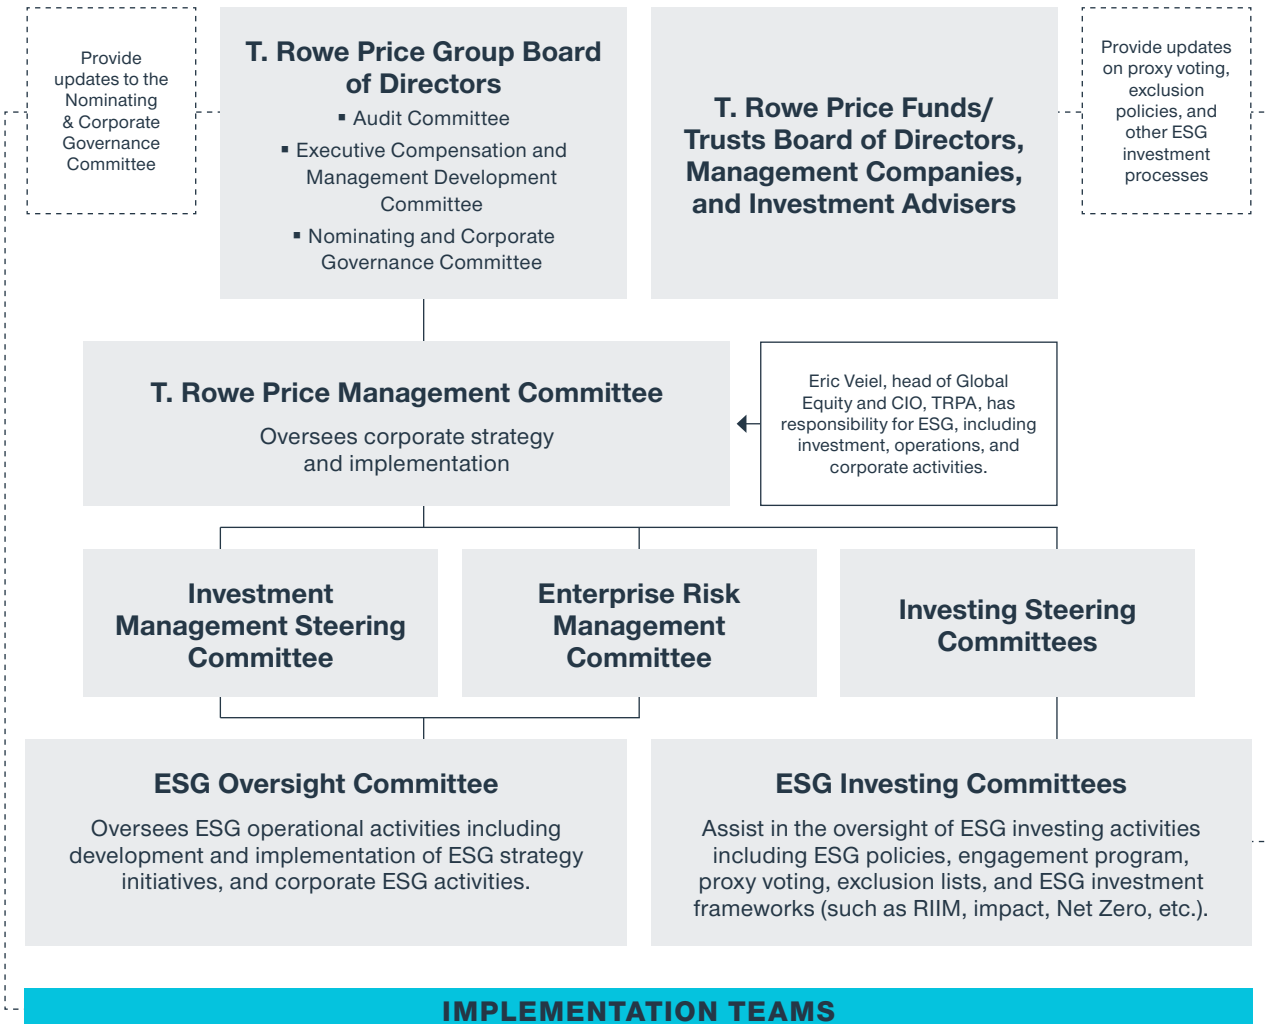 Provide
updates to the
Nominating
& Corporate
Governance
Committee
T. Rowe Price Group Board
of Directors
▪ Audit Committee
▪ Executive Compensation and
Management Development
Committee
▪ Nominating and Corporate
Governance Committee
T. Rowe Price Funds/
Trusts Board of Directors,
Management Companies,
and Investment Advisers
Provide updates
on proxy voting,
exclusion
policies, and
other ESG
investment
processes
T. Rowe Price Management Committee
Oversees corporate strategy
and implementation
Eric Veiel, head of Global
Equity and CIO, TRPA, has
responsibility for ESG, including
investment, operations, and
corporate activities.
Investment
Management Steering
Committee
Enterprise Risk
Management
Committee
Investing Steering
Committees
ESG Oversight Committee
Oversees ESG operational activities including
development and implementation of ESG strategy
initiatives, and corporate ESG activities.
ESG Investing Committees
Assist in the oversight of ESG investing activities
including ESG policies, engagement program,
proxy voting, exclusion lists, and ESG investment
frameworks (such as RIIM, impact, Net Zero, etc.).
IMPLEMENTATION TEAMS